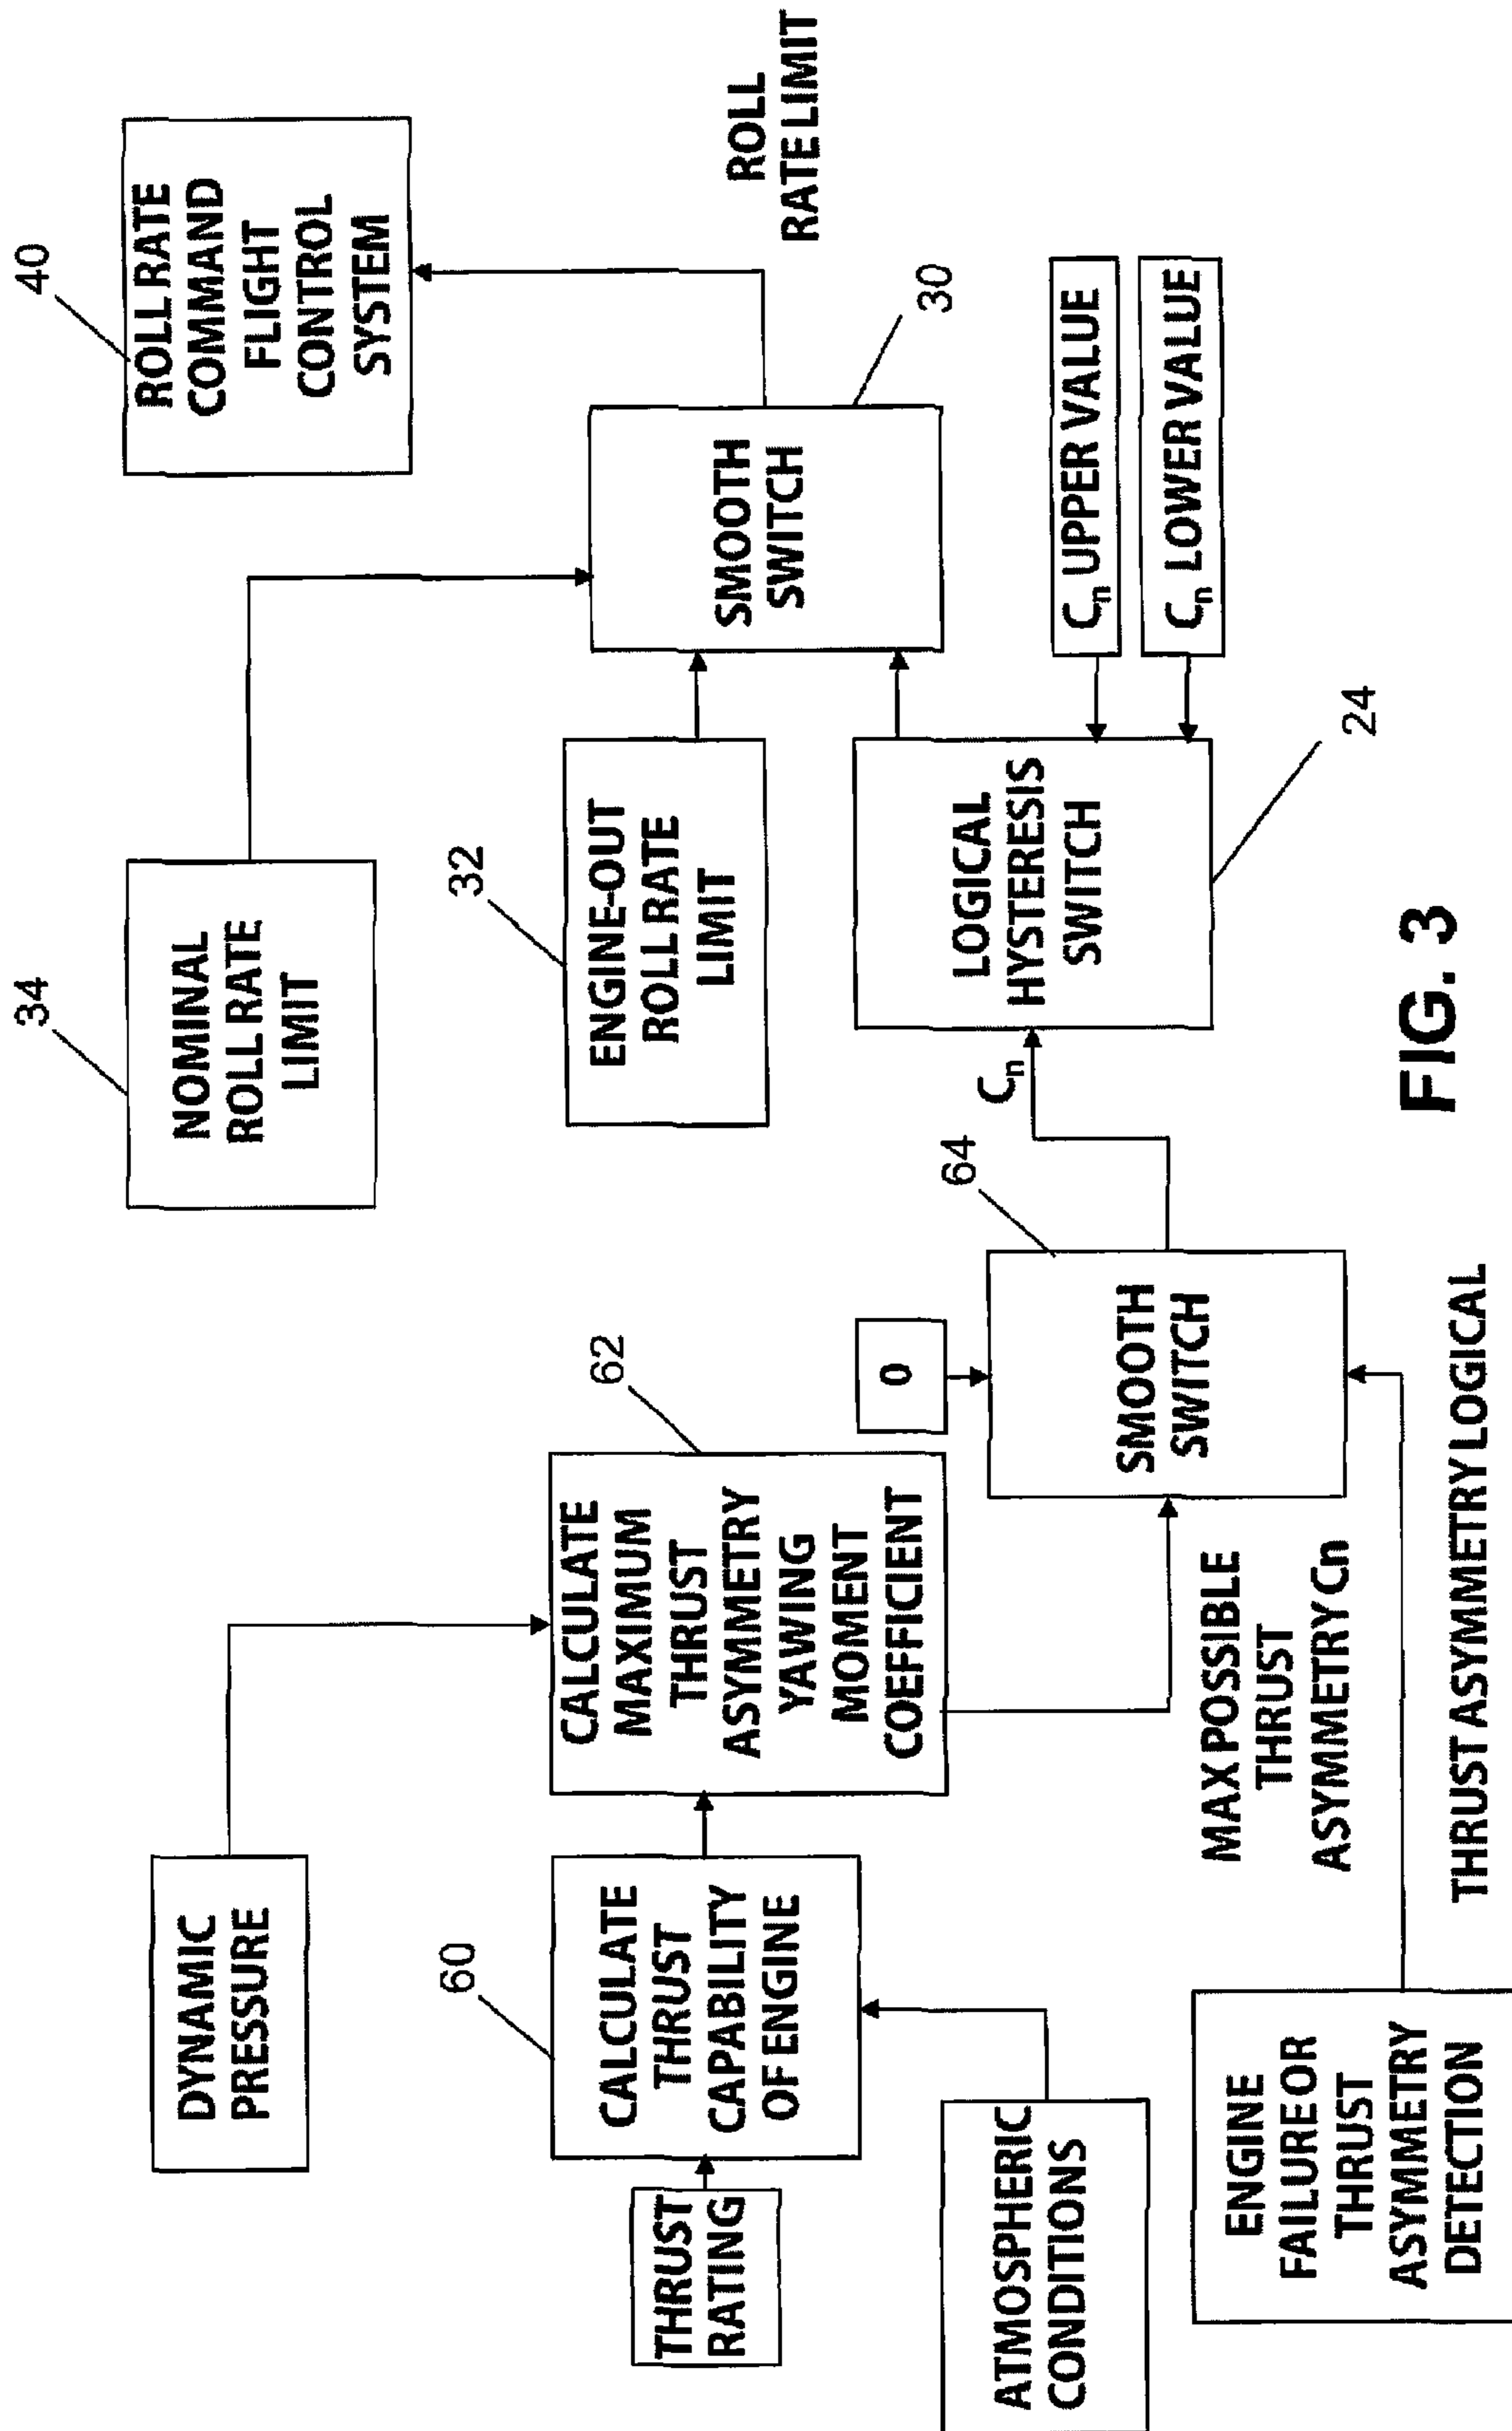 34
NOMINAL
ROLL RATE
LIMIT
40
ROLL RATE
COMMAND
FLIGHT
CONTROL
SYSTEM
DYNAMIC
PRESSURE
32
ENGINE-OUT
ROLL RATE
LIMIT
SMOOTH
SWITCH
30
ROLL
RATE LIMIT
THRUST
RATING
60
CALCULATE
THRUST
CAPABILITY
OF ENGINE
62
CALCULATE
MAXIMUM
THRUST
ASYMMETRY
YAWING
MOMENT
COEFFICIENT
0
64
SMOOTH
SWITCH
Cn
LOGICAL
HYSTERESIS
SWITCH
24
Cn UPPER VALUE
Cn LOWER VALUE
ATMOSPHERIC
CONDITIONS
MAX POSSIBLE
THRUST
ASYMMETRY Cn
ENGINE
FAILURE OR
THRUST
ASYMMETRY
DETECTION
THRUST ASYMMETRY LOGICAL
FIG. 3